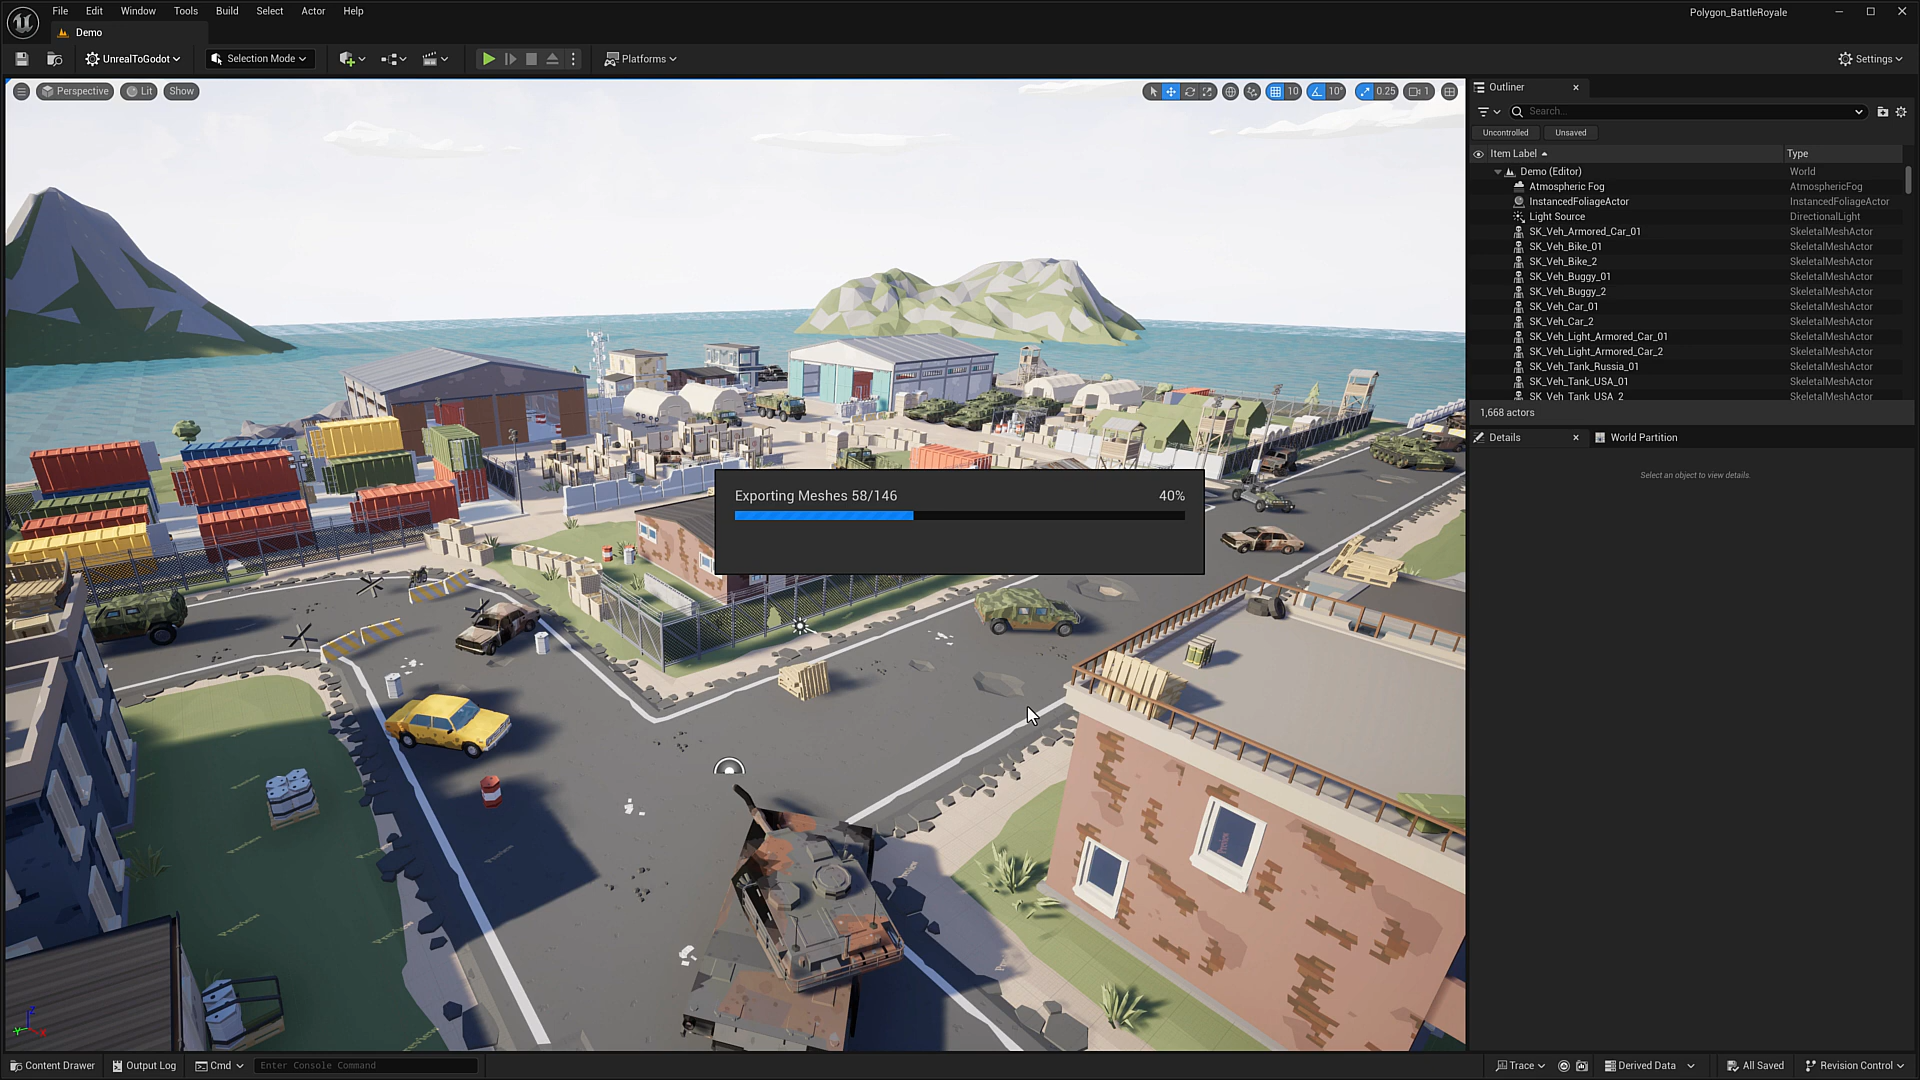 File Edit Window Tools Build Select Actor Help
Polygon_BattleRoyale
Demo
UnrealToGodot
Selection Mode
Platforms
Settings
Perspective
Lit
Show
10
10°
0.25
1
Outliner
Search...
Uncontrolled
Unsaved
Item Label
Type
Demo (Editor) World
Atmospheric Fog AtmosphericFog
InstancedFoliageActor InstancedFoliageActor
Light Source DirectionalLight
SK_Veh_Armored_Car_01 SkeletalMeshActor
SK_Veh_Bike_01 SkeletalMeshActor
SK_Veh_Bike_2 SkeletalMeshActor
SK_Veh_Buggy_01 SkeletalMeshActor
SK_Veh_Buggy_2 SkeletalMeshActor
SK_Veh_Car_01 SkeletalMeshActor
SK_Veh_Car_2 SkeletalMeshActor
SK_Veh_Light_Armored_Car_01 SkeletalMeshActor
SK_Veh_Light_Armored_Car_2 SkeletalMeshActor
SK_Veh_Tank_Russia_01 SkeletalMeshActor
SK_Veh_Tank_USA_01 SkeletalMeshActor
SK_Veh_Tank_USA_2 SkeletalMeshActor
1,668 actors
Details
World Partition
Select an object to view details.
Exporting Meshes 58/146 40%
Preview
Preview
Preview
Z
Y
X
Content Drawer
Output Log
Cmd
Enter Console Command
Trace
Derived Data
All Saved
Revision Control